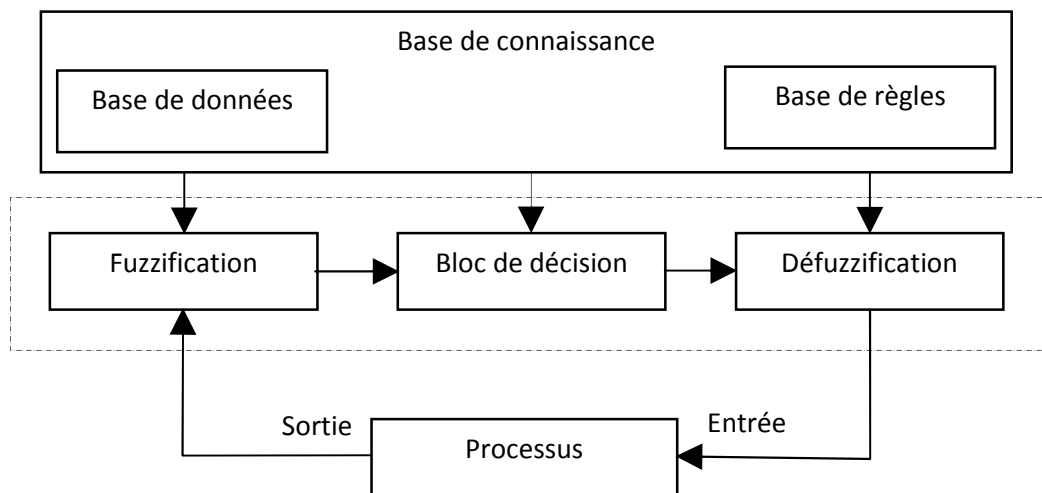 Base de connaissance
Base de données
Base de règles
Fuzzification
Bloc de décision
Défuzzification
Sortie
Entrée
Processus